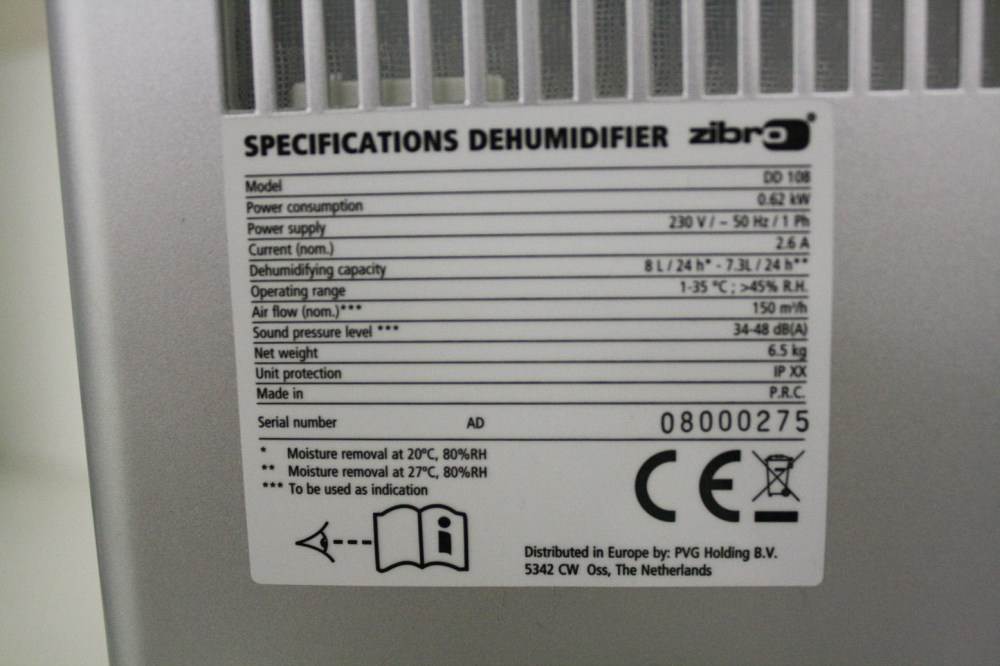 SPECIFICATIONS DEHUMIDIFIER zibro®
Model DD 108
Power consumption 0.62 kW
Power supply 230 V / ~ 50 Hz / 1 Ph
Current (nom.) 2.6 A
Dehumidifying capacity 8 L / 24 h* - 7.3L / 24 h**
Operating range 1-35 °C ; >45% R.H.
Air flow (nom.)*** 150 m³/h
Sound pressure level *** 34-48 dB(A)
Net weight 6.5 kg
Unit protection IP XX
Made in P.R.C.
Serial number AD 08000275
* Moisture removal at 20°C, 80%RH
** Moisture removal at 27°C, 80%RH
*** To be used as indication
CE
i
Distributed in Europe by: PVG Holding B.V.
5342 CW Oss, The Netherlands